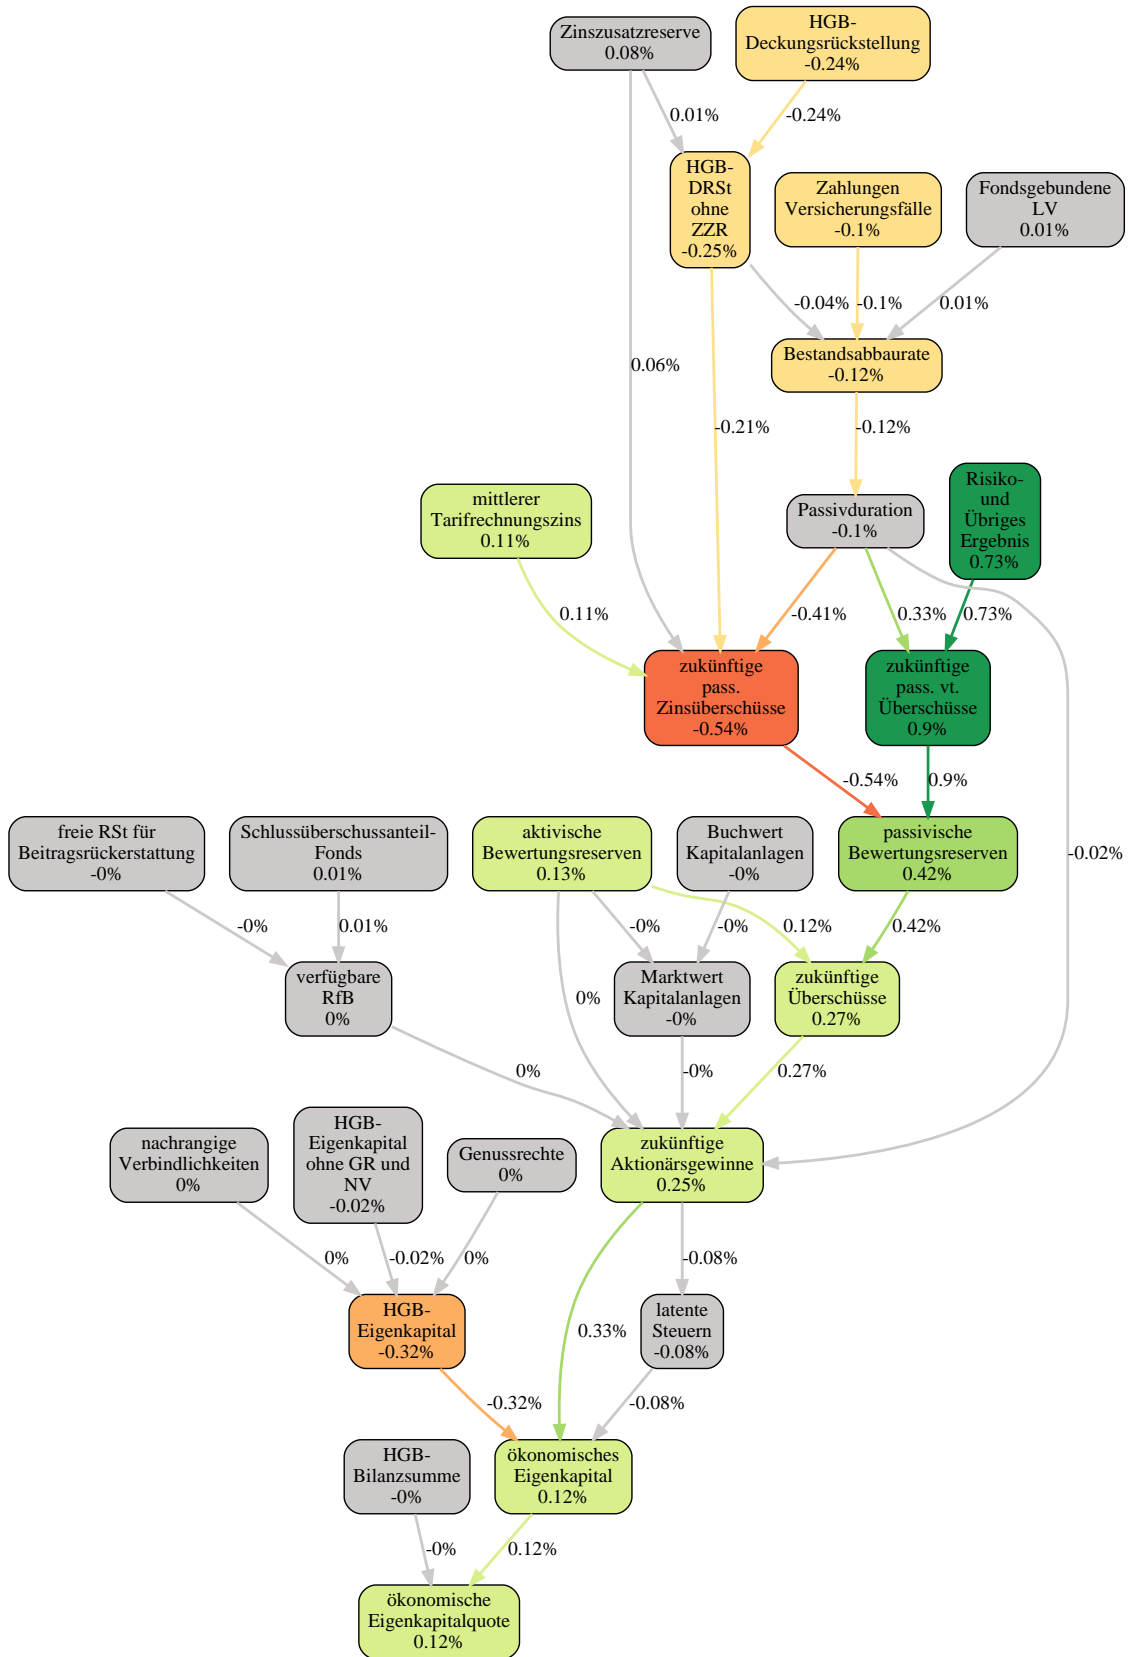 Zinszusatzreserve
0.08%
HGB-
Deckungsrückstellung
-0.24%
0.01%
-0.24%
HGB-
DRSt
ohne
ZZR
-0.25%
Zahlungen
Versicherungsfälle
-0.1%
Fondsgebundene
LV
0.01%
-0.04%
-0.1%
0.01%
Bestandsabbaurate
-0.12%
0.06%
-0.21%
-0.12%
mittlerer
Tarifrechnungszins
0.11%
Passivduration
-0.1%
Risiko-
und
Übriges
Ergebnis
0.73%
0.11%
-0.41%
0.33%
0.73%
zukünftige
pass.
Zinsüberschüsse
-0.54%
zukünftige
pass. vt.
Überschüsse
0.9%
-0.54%
0.9%
freie RSt für
Beitragsrückerstattung
-0%
Schlussüberschussanteil-
Fonds
0.01%
aktivische
Bewertungsreserven
0.13%
Buchwert
Kapitalanlagen
-0%
passivische
Bewertungsreserven
0.42%
-0.02%
-0%
0.01%
-0%
-0%
0.12%
0.42%
verfügbare
RfB
0%
0%
Marktwert
Kapitalanlagen
-0%
zukünftige
Überschüsse
0.27%
0%
-0%
0.27%
nachrangige
Verbindlichkeiten
0%
HGB-
Eigenkapital
ohne GR und
NV
-0.02%
Genussrechte
0%
zukünftige
Aktionärsgewinne
0.25%
0%
-0.02%
0%
-0.08%
HGB-
Eigenkapital
-0.32%
0.33%
latente
Steuern
-0.08%
-0.32%
-0.08%
HGB-
Bilanzsumme
-0%
ökonomisches
Eigenkapital
0.12%
-0%
0.12%
ökonomische
Eigenkapitalquote
0.12%